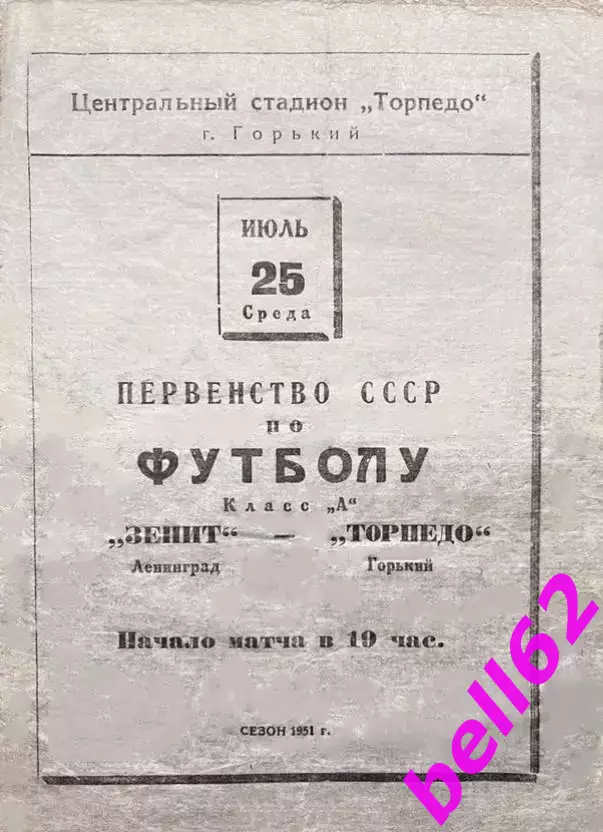 Центральный стадион „Торпедо“
г. Горький
ИЮЛЬ
25
Среда
ПЕРВЕНСТВО СССР
по
ФУТБОЛУ
Класс „А“
„ЗЕНИТ“ — „ТОРПЕДО“
Ленинград Горький
Начало матча в 19 час.
СЕЗОН 1951 г.
bell62